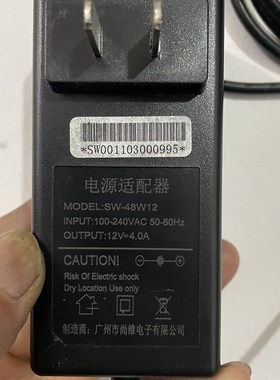 *SW001103000995*
电源适配器
MODEL:SW-48W12
INPUT:100-240VAC 50-60Hz
OUTPUT:12V⎓4.0A
CAUTION!
Risk Of Electric shock
Dry Location Use only
制造商：广州市尚维电子有限公司